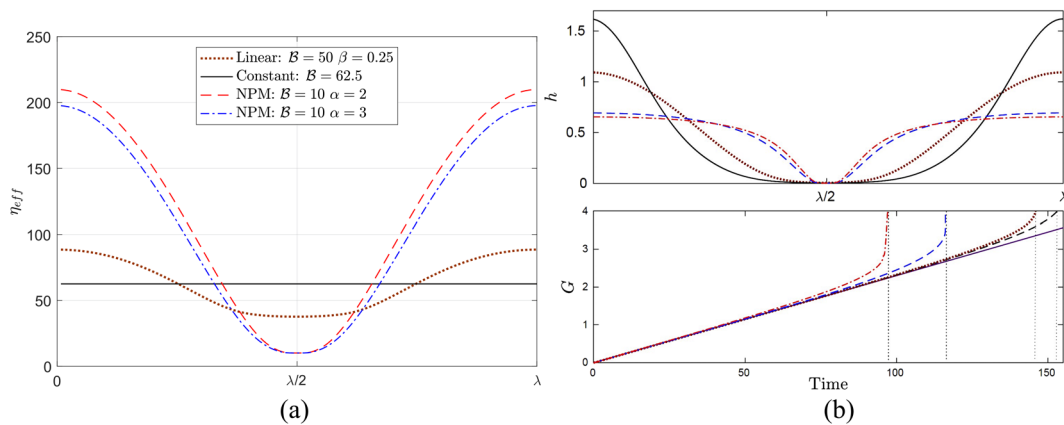 250
200
150
100
50
0
η_eff
Linear: ℬ = 50 β = 0.25
Constant: ℬ = 62.5
NPM: ℬ = 10 α = 2
NPM: ℬ = 10 α = 3
0
λ/2
λ
(a)
1.5
1
0.5
0
h
λ/2
λ
4
3
2
1
0
G
0
50
100
150
Time
(b)